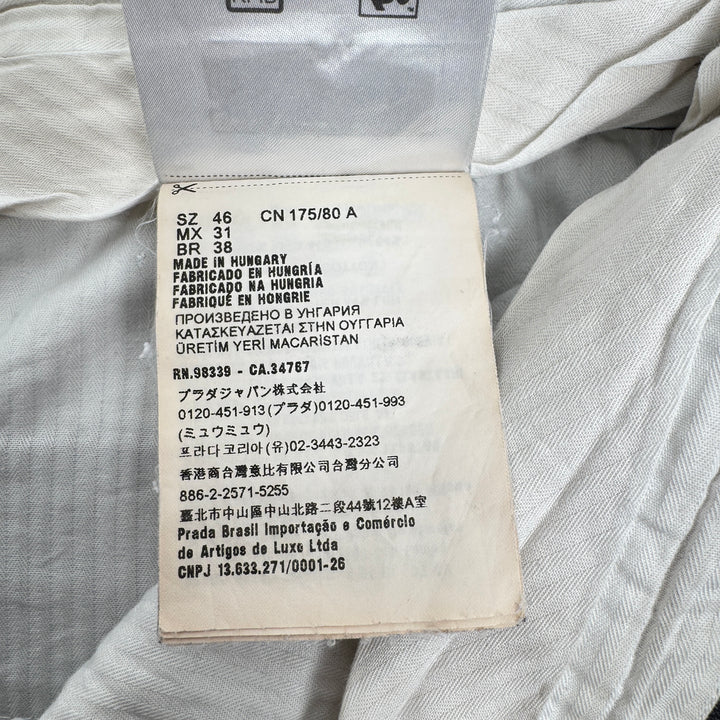 SZ 46 CN 175/80 A
MX 31
BR 38
MADE IN HUNGARY
FABRICADO EN HUNGRÍA
FABRICADO NA HUNGRIA
FABRIQUÉ EN HONGRIE
ПРОИЗВЕДЕНО В УНГАРИЯ
ΚΑΤΑΣΚΕΥΑΖΕΤΑΙ ΣΤΗΝ ΟΥΓΓΑΡΙΑ
ÜRETİM YERİ MACARİSTAN
RN.98339 - CA.34767
プラダジャパン株式会社
0120-451-913(プラダ)0120-451-993
(ミュウミュウ)
프라다 코리아 (유)02-3443-2323
香港商台灣意比有限公司台灣分公司
886-2-2571-5255
臺北市中山區中山北路二段44號12樓A室
Prada Brasil Importação e Comércio
de Artigos de Luxo Ltda
CNPJ 13.633.271/0001-26